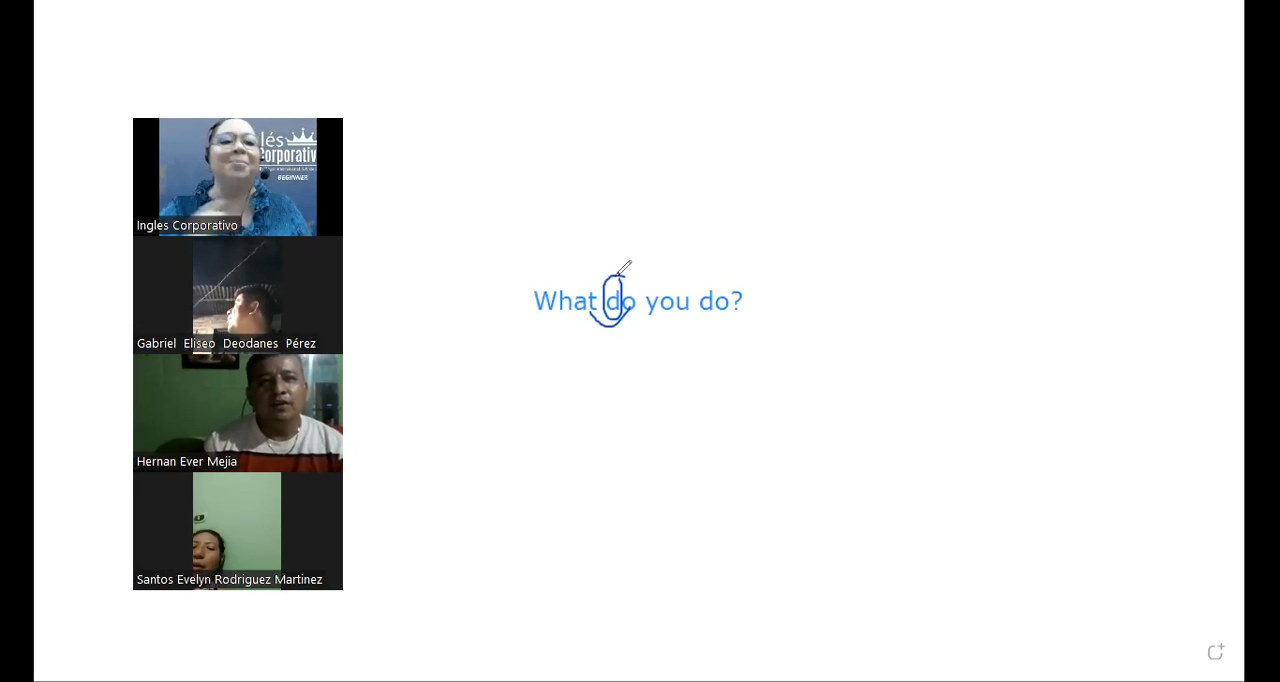 lés
Corporativ
BEGINNER
Ingles Corporativo
Gabriel Eliseo Deodanes Pérez
Hernan Ever Mejia
Santos Evelyn Rodriguez Martinez
What do you do?